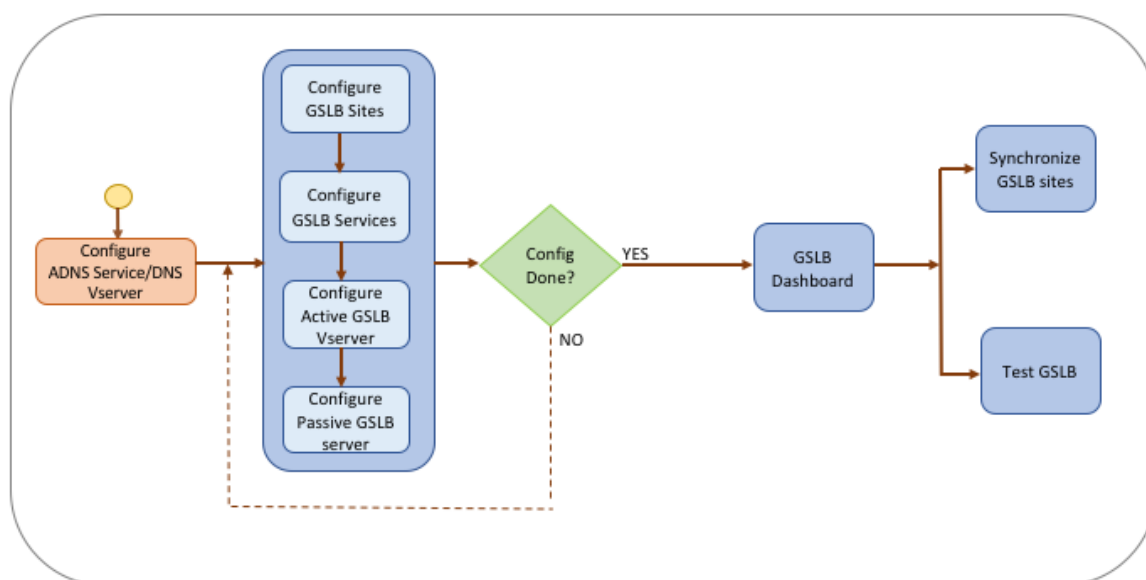 Configure
ADNS Service/DNS
Vserver
Configure
GSLB Sites
Configure
GSLB Services
Configure
Active GSLB
Vserver
Configure
Passive GSLB
server
Config
Done?
YES
NO
GSLB
Dashboard
Synchronize
GSLB sites
Test GSLB